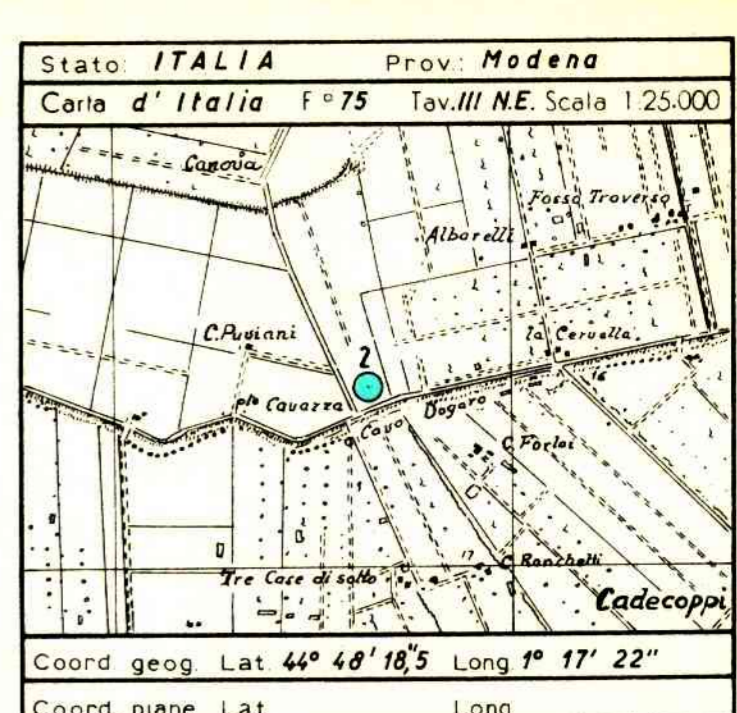 Stato: ITALIA Prov.: Modena
Carta d'Italia F° 75 Tav. III N.E. Scala 1:25.000
Canova
Fosso Traverso
Albarelli
C. Puviani
la Cervella
2
Cavazza
Dogaro
16
Cavo
C. Forlai
17
C. Ronchetti
Tre Case di sotto
Cadecoppi
Coord. geog. Lat. 44° 48' 18",5 Long. 1° 17' 22"
Coord. piane Lat. Long.